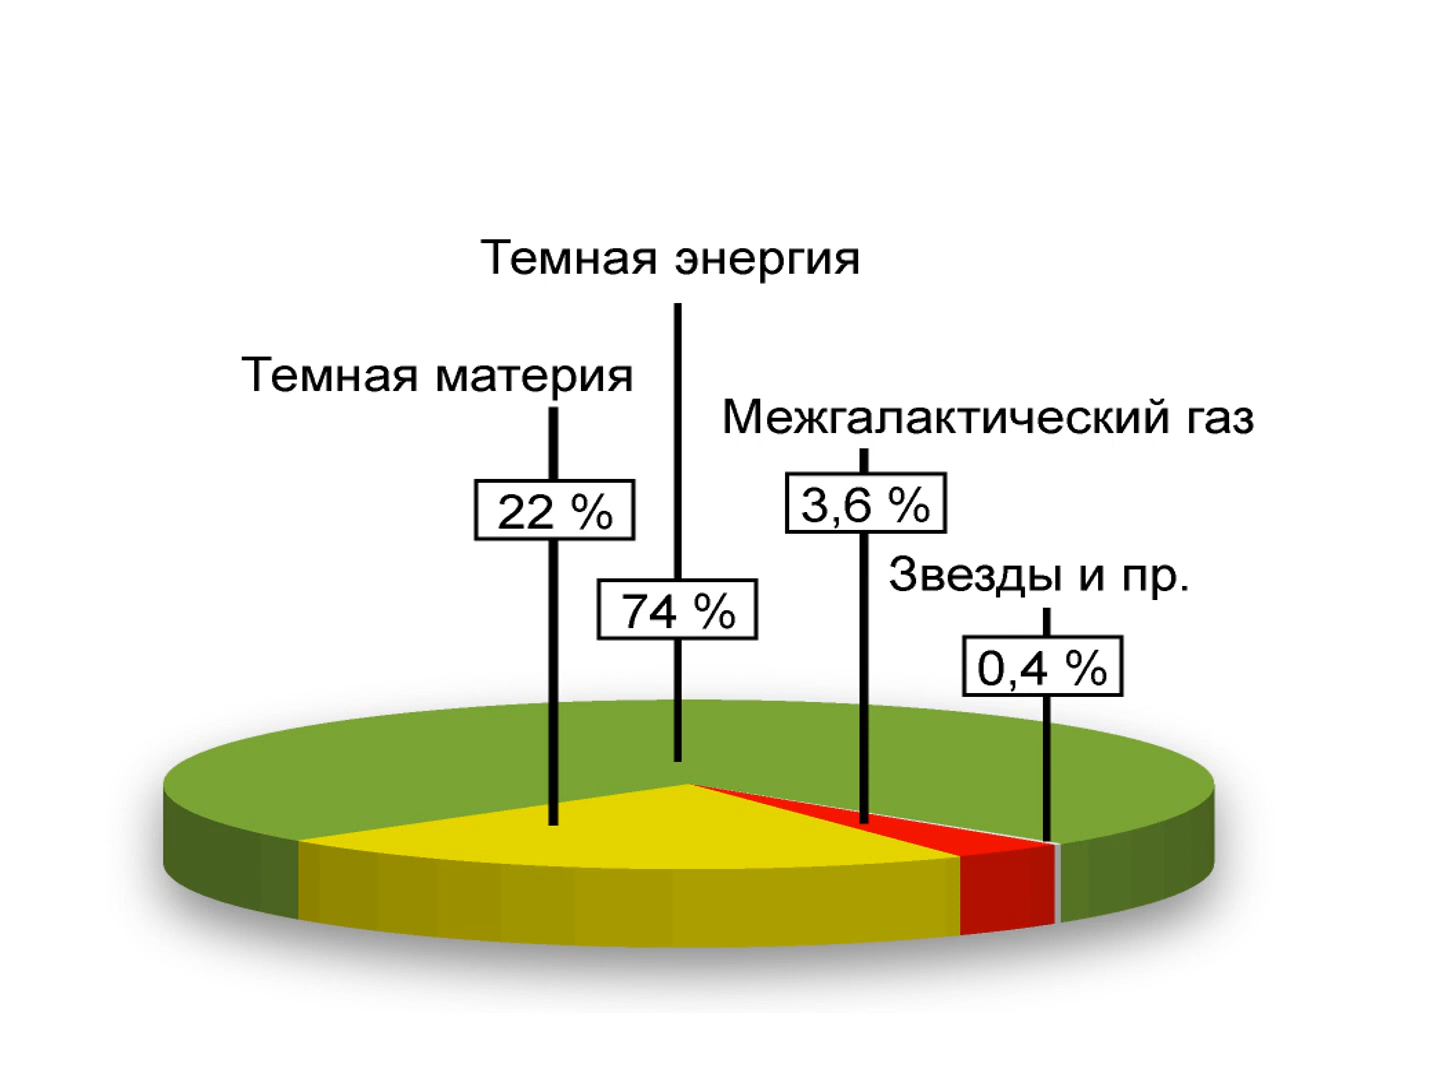 Темная энергия
Темная материя
Межгалактический газ
22 %
3,6 %
Звезды и пр.
74 %
0,4 %